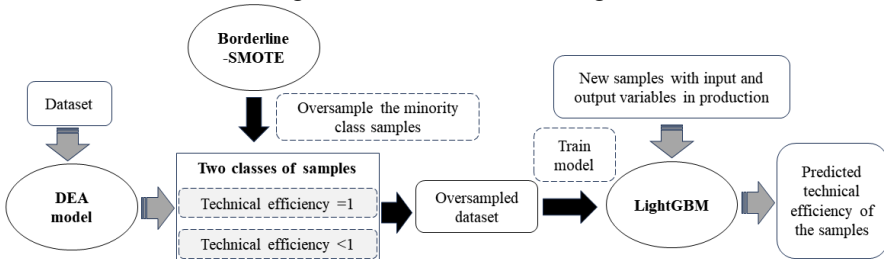 Borderline
-SMOTE
Dataset
Oversample the minority
class samples
New samples with input and
output variables in production
DEA
model
Two classes of samples
Technical efficiency =1
Technical efficiency <1
Oversampled
dataset
Train
model
LightGBM
Predicted
technical
efficiency of
the samples